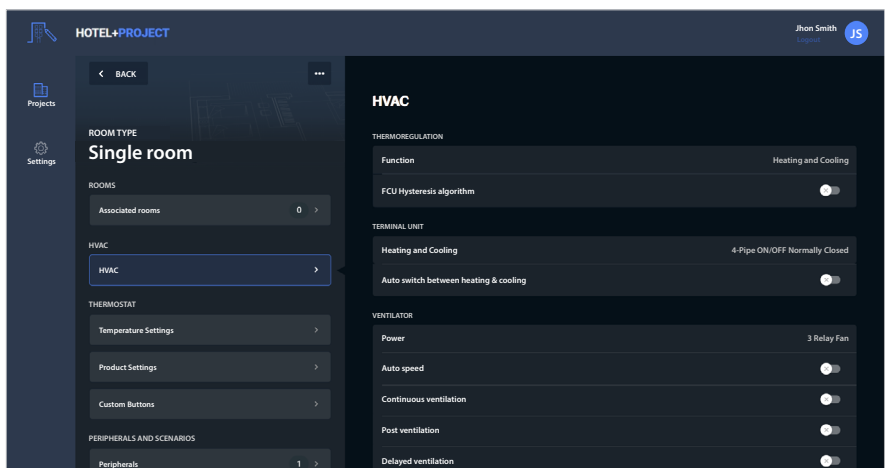 HOTEL+PROJECT
Jhon Smith
Logout
JS
Projects
Settings
BACK
ROOM TYPE
Single room
ROOMS
Associated rooms 0
HVAC
HVAC
THERMOSTAT
Temperature Settings
Product Settings
Custom Buttons
PERIPHERALS AND SCENARIOS
Peripherals 1
HVAC
THERMOREGULATION
Function Heating and Cooling
FCU Hysteresis algorithm
TERMINAL UNIT
Heating and Cooling 4-Pipe ON/OFF Normally Closed
Auto switch between heating & cooling
VENTILATOR
Power 3 Relay Fan
Auto speed
Continuous ventilation
Post ventilation
Delayed ventilation